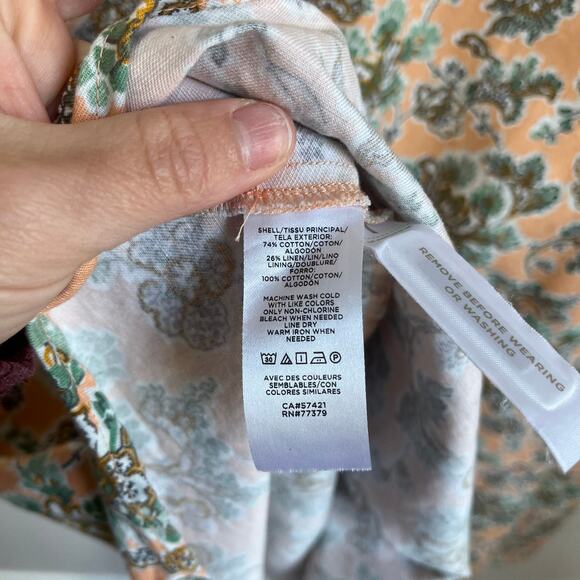 SHELL/TISSU PRINCIPAL/
TELA EXTERIOR:
74% COTTON/COTON/
ALGODÓN
26% LINEN/LIN/LINO
LINING/DOUBLURE/
FORRO:
100% COTTON/COTON/
ALGODÓN
MACHINE WASH COLD
WITH LIKE COLORS
ONLY NON-CHLORINE
BLEACH WHEN NEEDED
LINE DRY
WARM IRON WHEN
NEEDED
30
P
AVEC DES COULEURS
SEMBLABLES/CON
COLORES SIMILARES
CA#57421
RN#77379
REMOVE BEFORE WEARING
OR WASHING